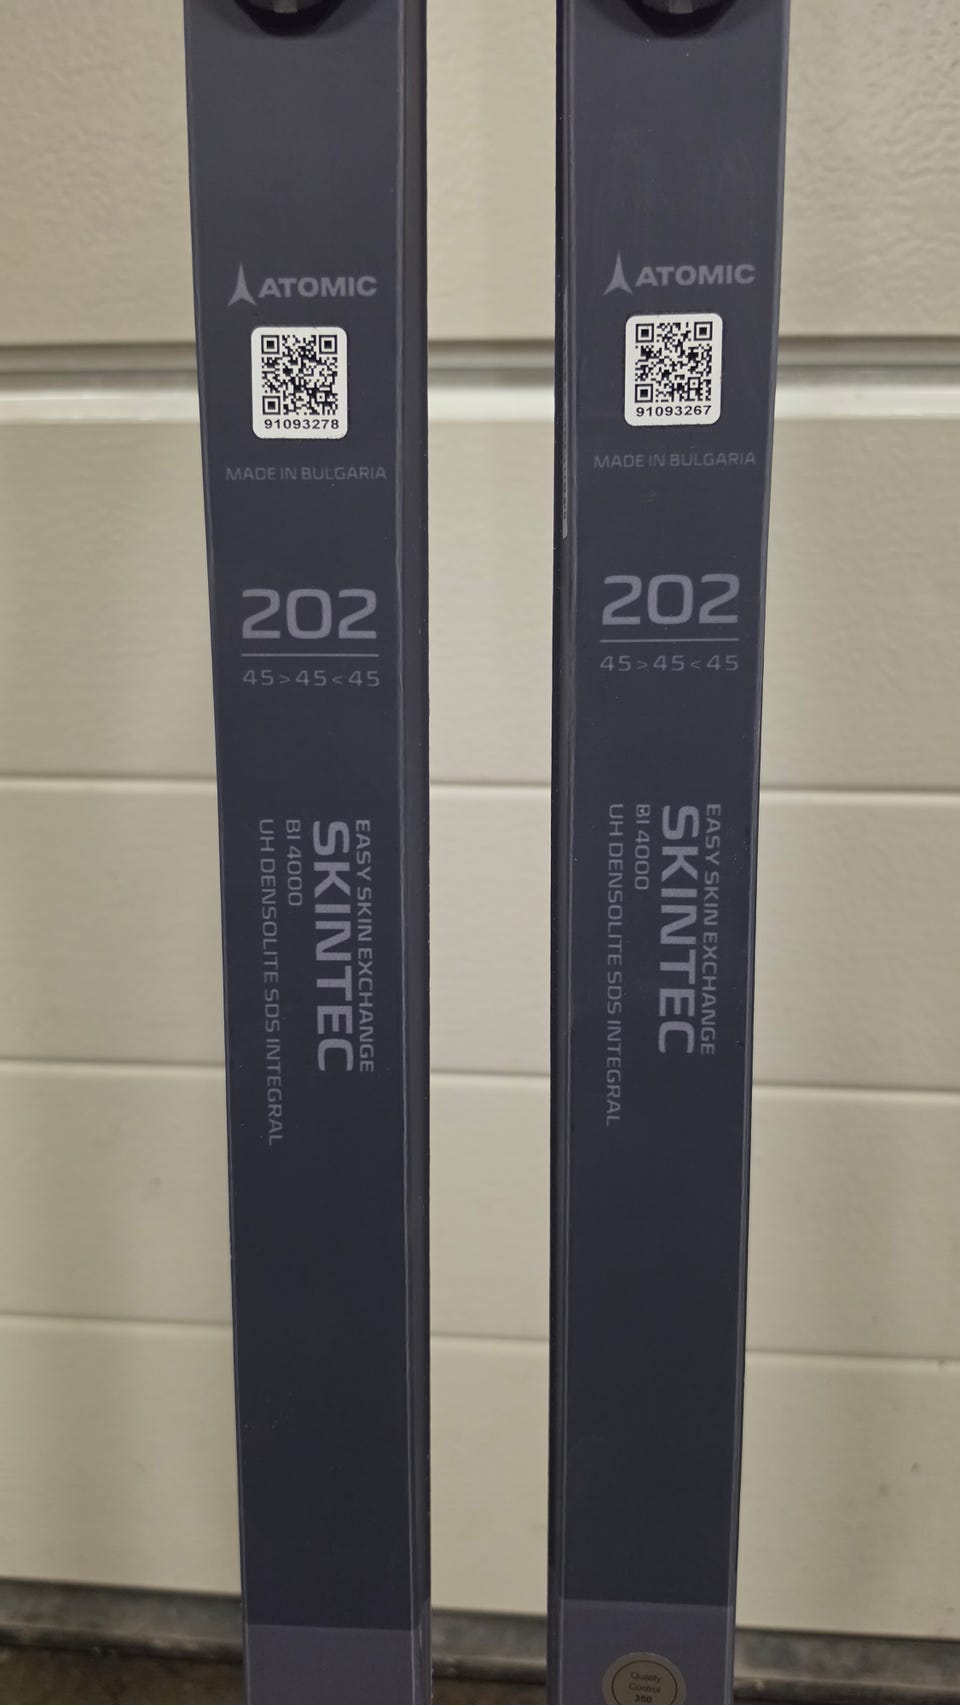 ATOMIC
91093278
MADE IN BULGARIA
202
45>45<45
EASY SKIN EXCHANGE
SKINTEC
BI 4000
UH DENSOLITE SDS INTEGRAL
ATOMIC
91093267
MADE IN BULGARIA
202
45>45<45
EASY SKIN EXCHANGE
SKINTEC
BI 4000
UH DENSOLITE SDS INTEGRAL
Quality
Control
350